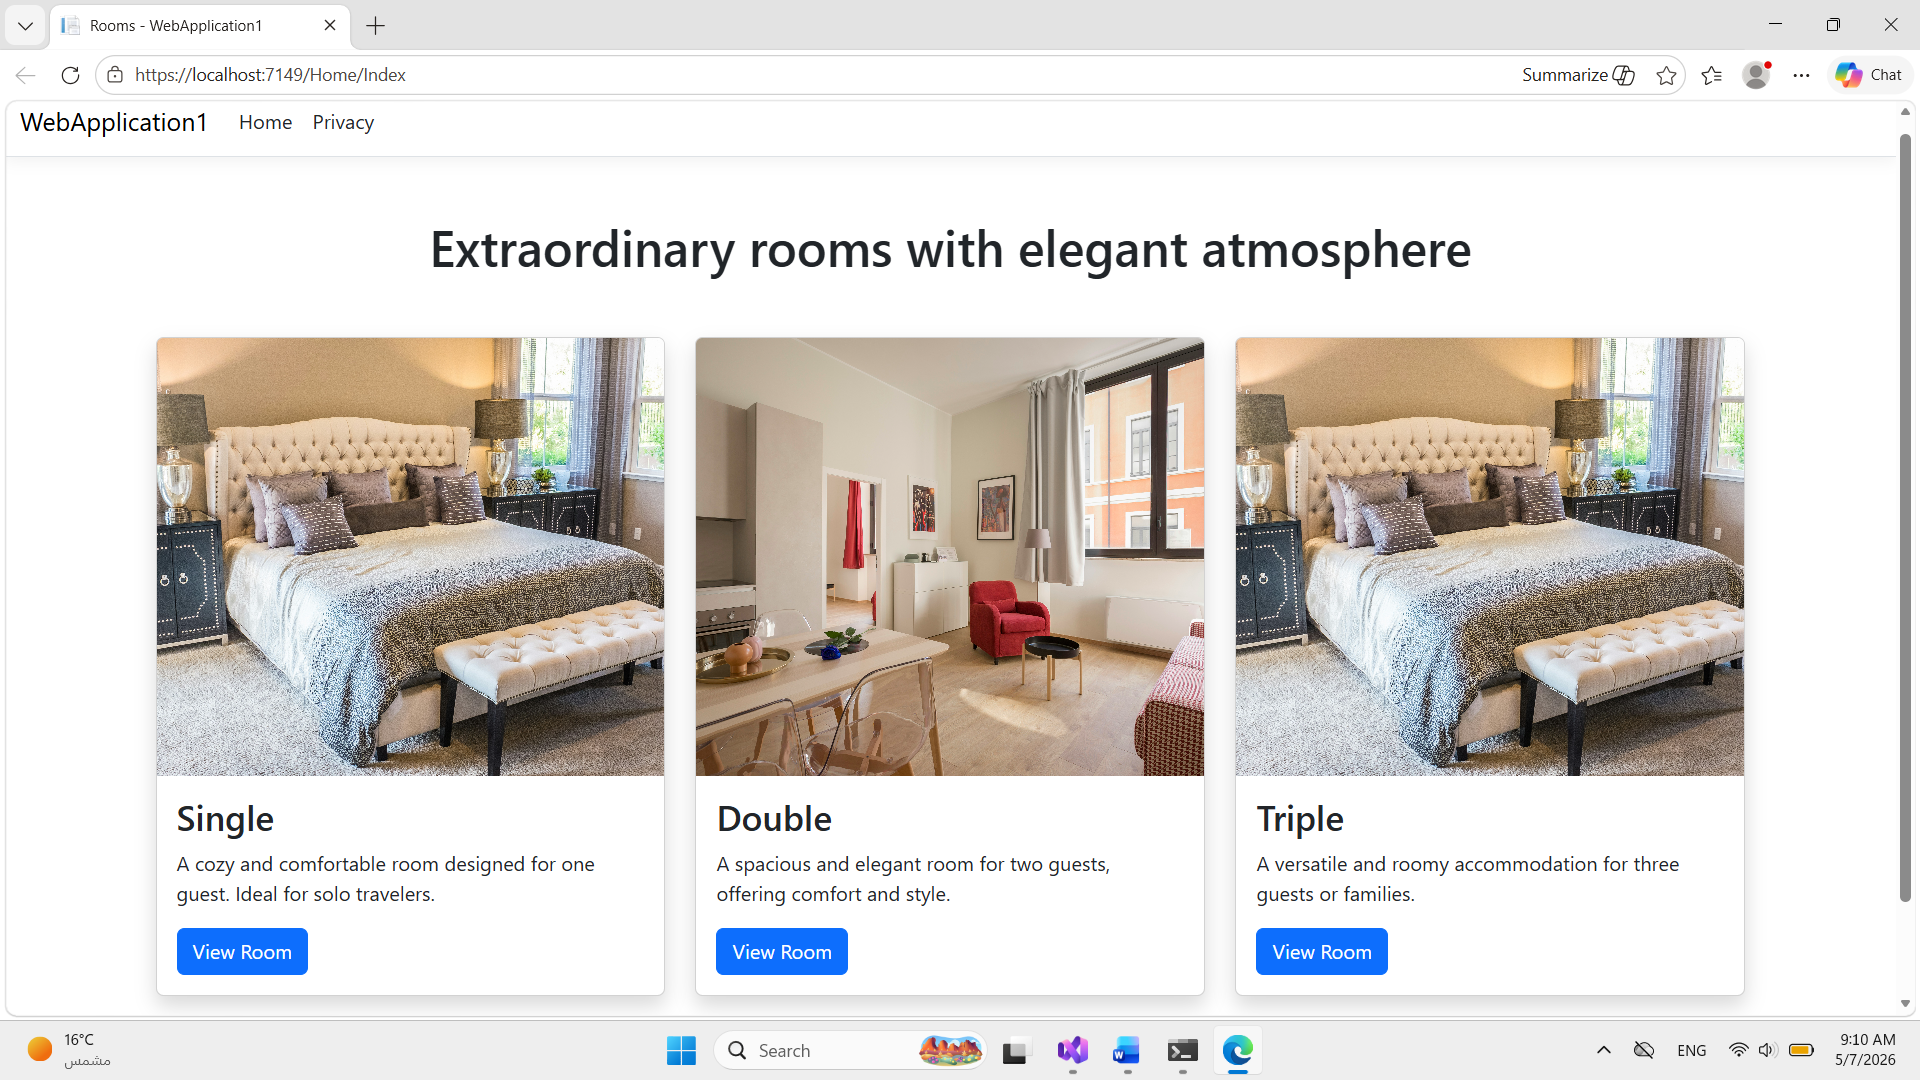 Rooms - WebApplication1
https://localhost:7149/Home/Index
Summarize
Chat
WebApplication1
Home
Privacy
Extraordinary rooms with elegant atmosphere
Single
A cozy and comfortable room designed for one
guest. Ideal for solo travelers.
View Room
Double
A spacious and elegant room for two guests,
offering comfort and style.
View Room
Triple
A versatile and roomy accommodation for three
guests or families.
View Room
16°C
مشمس
Search
ENG
9:10 AM
5/7/2026